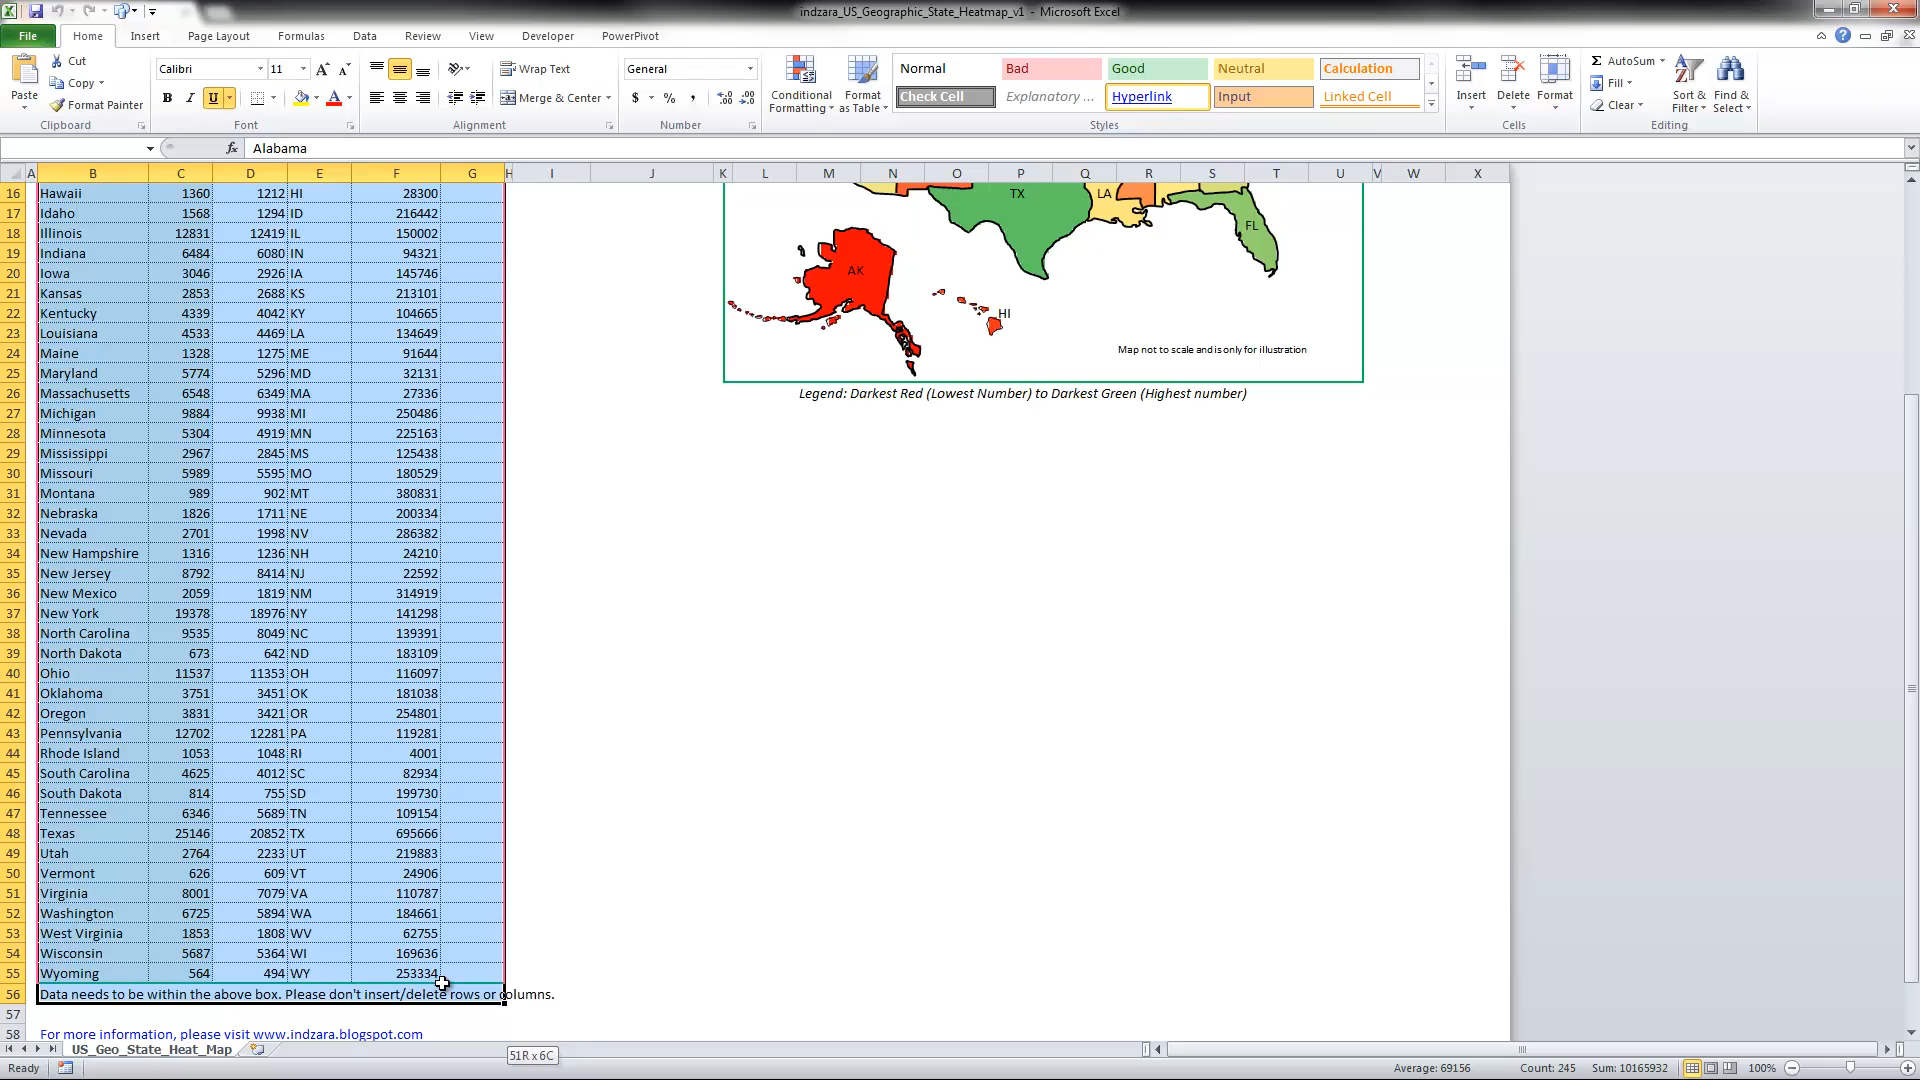 indzara_US_Geographic_State_Heatmap_v1 - Microsoft Excel
File Home Insert Page Layout Formulas Data Review View Developer PowerPivot
Paste Cut Copy Format Painter Clipboard
Calibri 11 B I U A A A Font
Wrap Text Merge & Center Alignment
General $ % , Number
Conditional Formatting Format as Table
Normal Bad Good Neutral Calculation
Check Cell Explanatory ... Hyperlink Input Linked Cell
Styles
Insert Delete Format Cells
Σ AutoSum Fill Clear Sort & Filter Find & Select Editing
fx Alabama
A B C D E F G H I J K L M N O P Q R S T U V W X
16 Hawaii 1360 1212 HI 28300
17 Idaho 1568 1294 ID 216442
18 Illinois 12831 12419 IL 150002
19 Indiana 6484 6080 IN 94321
20 Iowa 3046 2926 IA 145746
21 Kansas 2853 2688 KS 213101
22 Kentucky 4339 4042 KY 104665
23 Louisiana 4533 4469 LA 134649
24 Maine 1328 1275 ME 91644
25 Maryland 5774 5296 MD 32131
26 Massachusetts 6548 6349 MA 27336
27 Michigan 9884 9938 MI 250486
28 Minnesota 5304 4919 MN 225163
29 Mississippi 2967 2845 MS 125438
30 Missouri 5989 5595 MO 180529
31 Montana 989 902 MT 380831
32 Nebraska 1826 1711 NE 200334
33 Nevada 2701 1998 NV 286382
34 New Hampshire 1316 1236 NH 24210
35 New Jersey 8792 8414 NJ 22592
36 New Mexico 2059 1819 NM 314919
37 New York 19378 18976 NY 141298
38 North Carolina 9535 8049 NC 139391
39 North Dakota 673 642 ND 183109
40 Ohio 11537 11353 OH 116097
41 Oklahoma 3751 3451 OK 181038
42 Oregon 3831 3421 OR 254801
43 Pennsylvania 12702 12281 PA 119281
44 Rhode Island 1053 1048 RI 4001
45 South Carolina 4625 4012 SC 82934
46 South Dakota 814 755 SD 199730
47 Tennessee 6346 5689 TN 109154
48 Texas 25146 20852 TX 695666
49 Utah 2764 2233 UT 219883
50 Vermont 626 609 VT 24906
51 Virginia 8001 7079 VA 110787
52 Washington 6725 5894 WA 184661
53 West Virginia 1853 1808 WV 62755
54 Wisconsin 5687 5364 WI 169636
55 Wyoming 564 494 WY 253334
56 Data needs to be within the above box. Please don't insert/delete rows or columns.
57
58 For more information, please visit www.indzara.blogspot.com
TX LA
FL
AK
HI
Map not to scale and is only for illustration
Legend: Darkest Red (Lowest Number) to Darkest Green (Highest number)
US_Geo_State_Heat_Map
51R x 6C
Ready Average: 69156 Count: 245 Sum: 10165932 100%